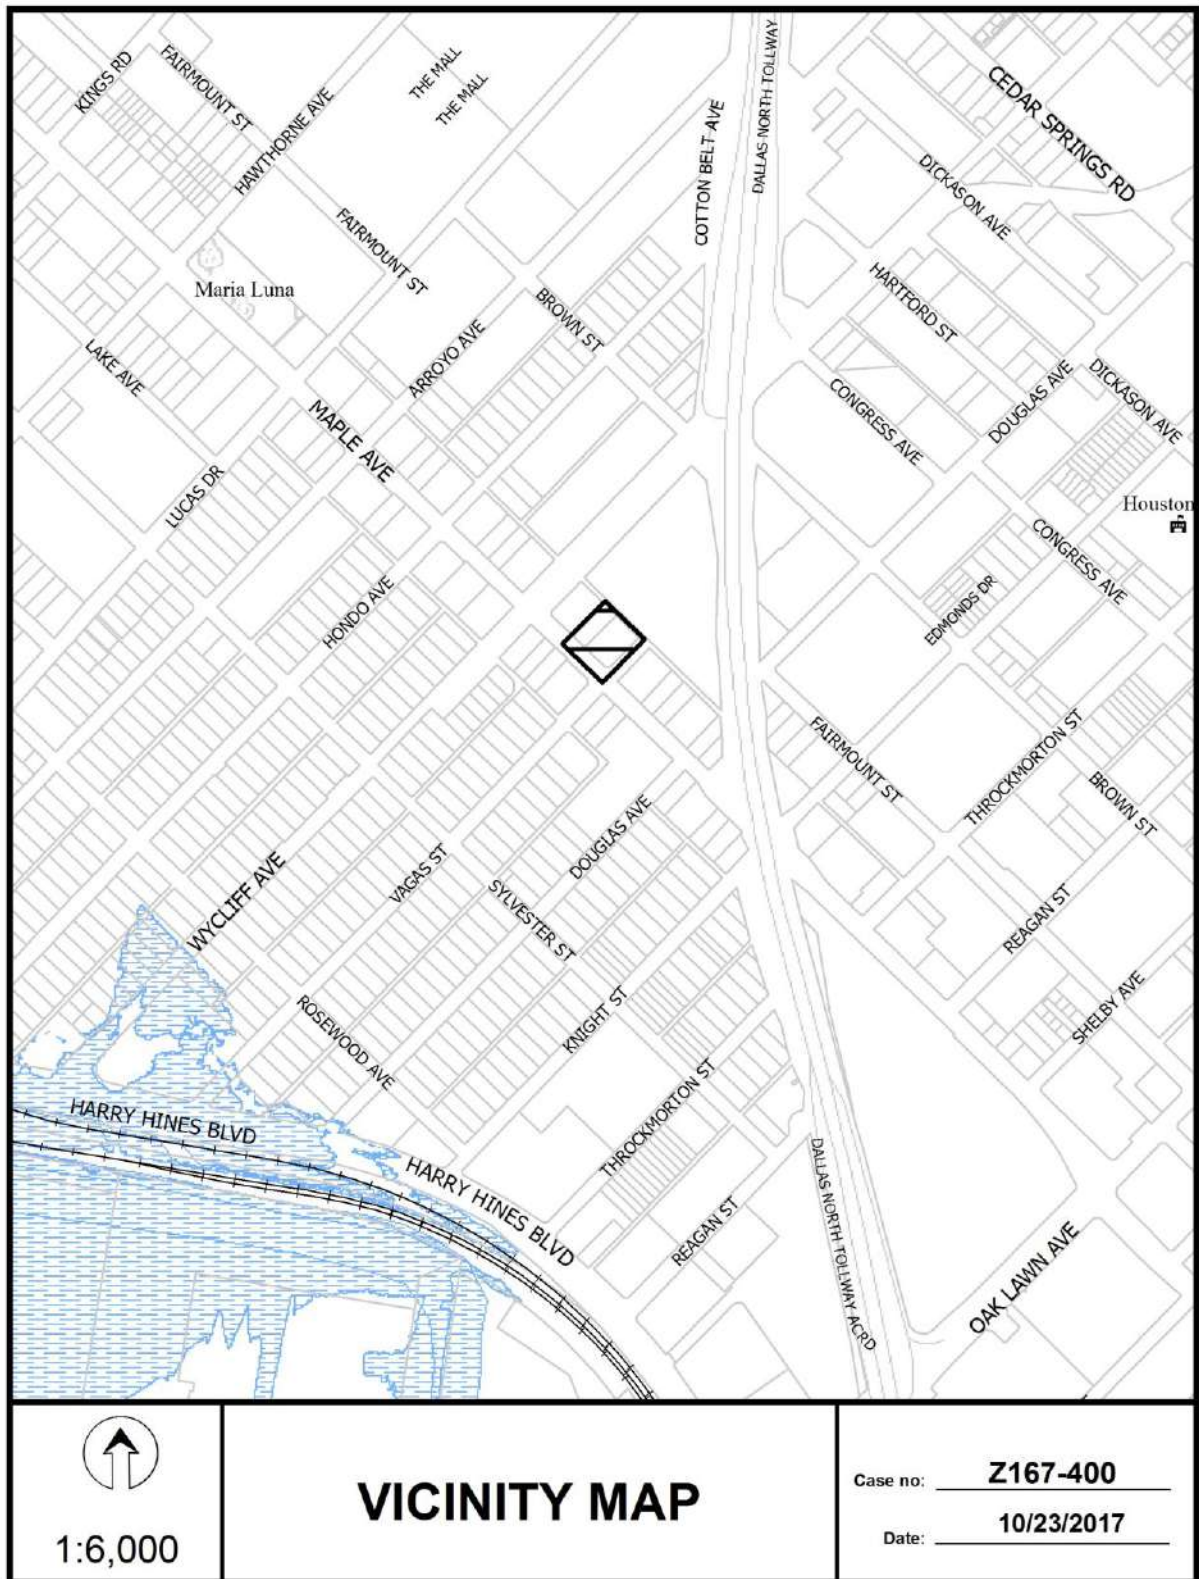 KINGS RD
FAIRMOUNT ST
HAWTHORNE AVE
THE MALL
THE MALL
COTTON BELT AVE
DALLAS NORTH TOLLWAY
CEDAR SPRINGS RD
DICKASON AVE
FAIRMOUNT ST
HARTFORD ST
Maria Luna
BROWN ST
ARROYO AVE
LAKE AVE
MAPLE AVE
CONGRESS AVE
DOUGLAS AVE
DICKASON AVE
LUCAS DR
Houston
CONGRESS AVE
HONDO AVE
EDMONDS DR
FAIRMOUNT ST
THROCKMORTON ST
BROWN ST
DOUGLAS AVE
VAGAS ST
WYCLIFF AVE
SYLVESTER ST
REAGAN ST
KNIGHT ST
SHELBY AVE
ROSEWOOD AVE
HARRY HINES BLVD
THROCKMORTON ST
HARRY HINES BLVD
REAGAN ST
DALLAS NORTH TOLLWAY ACRD
OAK LAWN AVE
1:6,000
VICINITY MAP
Case no: Z167-400
Date: 10/23/2017